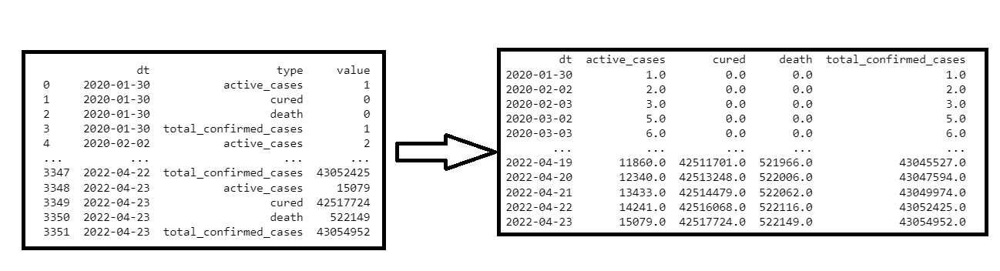 dt type value
0 2020-01-30 active_cases 1
1 2020-01-30 cured 0
2 2020-01-30 death 0
3 2020-01-30 total_confirmed_cases 1
4 2020-02-02 active_cases 2
... ... ... ...
3347 2022-04-22 total_confirmed_cases 43052425
3348 2022-04-23 active_cases 15079
3349 2022-04-23 cured 42517724
3350 2022-04-23 death 522149
3351 2022-04-23 total_confirmed_cases 43054952
dt active_cases cured death total_confirmed_cases
2020-01-30 1.0 0.0 0.0 1.0
2020-02-02 2.0 0.0 0.0 2.0
2020-02-03 3.0 0.0 0.0 3.0
2020-03-02 5.0 0.0 0.0 5.0
2020-03-03 6.0 0.0 0.0 6.0
... ... ... ... ...
2022-04-19 11860.0 42511701.0 521966.0 43045527.0
2022-04-20 12340.0 42513248.0 522006.0 43047594.0
2022-04-21 13433.0 42514479.0 522062.0 43049974.0
2022-04-22 14241.0 42516068.0 522116.0 43052425.0
2022-04-23 15079.0 42517724.0 522149.0 43054952.0